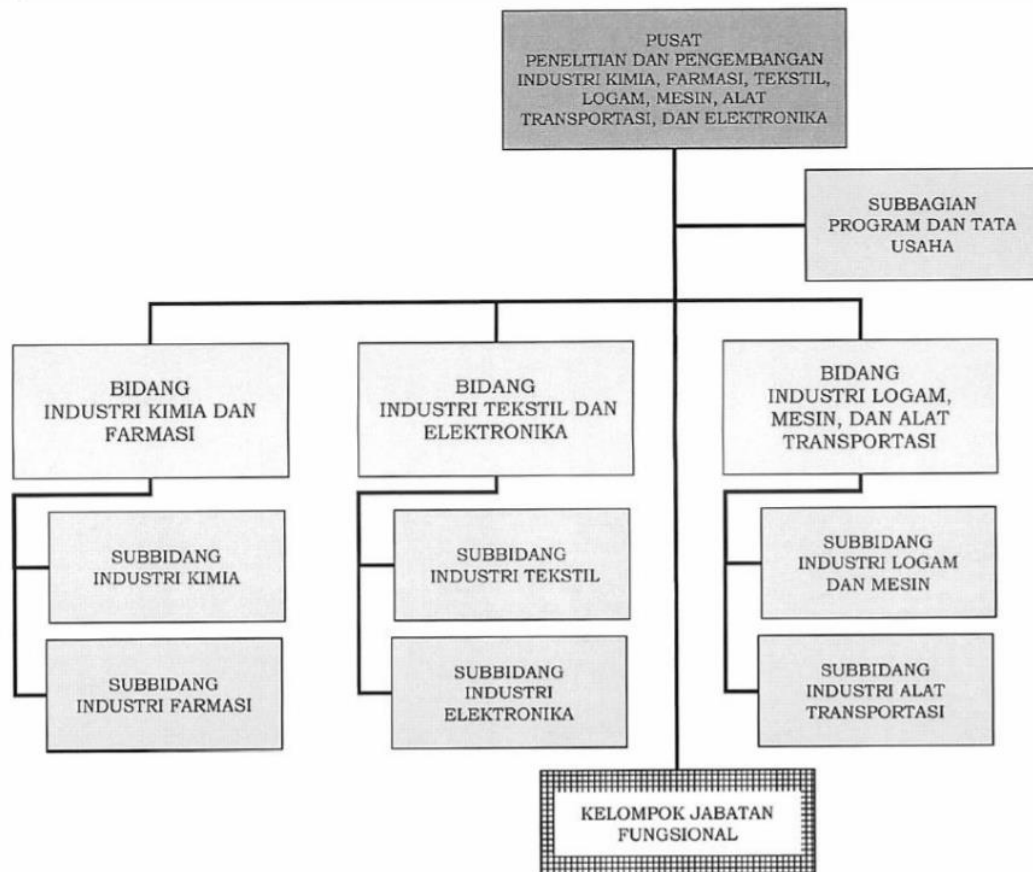 PUSAT
PENELITIAN DAN PENGEMBANGAN
INDUSTRI KIMIA, FARMASI, TEKSTIL,
LOGAM, MESIN, ALAT
TRANSPORTASI, DAN ELEKTRONIKA
SUBBAGIAN
PROGRAM DAN TATA
USAHA
BIDANG
INDUSTRI KIMIA DAN
FARMASI
BIDANG
INDUSTRI TEKSTIL DAN
ELEKTRONIKA
BIDANG
INDUSTRI LOGAM,
MESIN, DAN ALAT
TRANSPORTASI
SUBBIDANG
INDUSTRI KIMIA
SUBBIDANG
INDUSTRI TEKSTIL
SUBBIDANG
INDUSTRI LOGAM
DAN MESIN
SUBBIDANG
INDUSTRI FARMASI
SUBBIDANG
INDUSTRI
ELEKTRONIKA
SUBBIDANG
INDUSTRI ALAT
TRANSPORTASI
KELOMPOK JABATAN
FUNGSIONAL